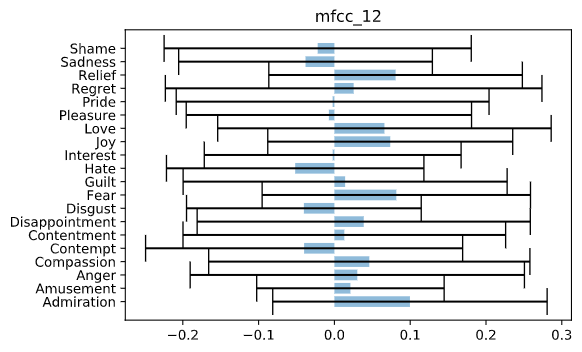 mfcc_12
Shame
Sadness
Relief
Regret
Pride
Pleasure
Love
Joy
Interest
Hate
Guilt
Fear
Disgust
Disappointment
Contentment
Contempt
Compassion
Anger
Amusement
Admiration
−0.2 −0.1 0.0 0.1 0.2 0.3